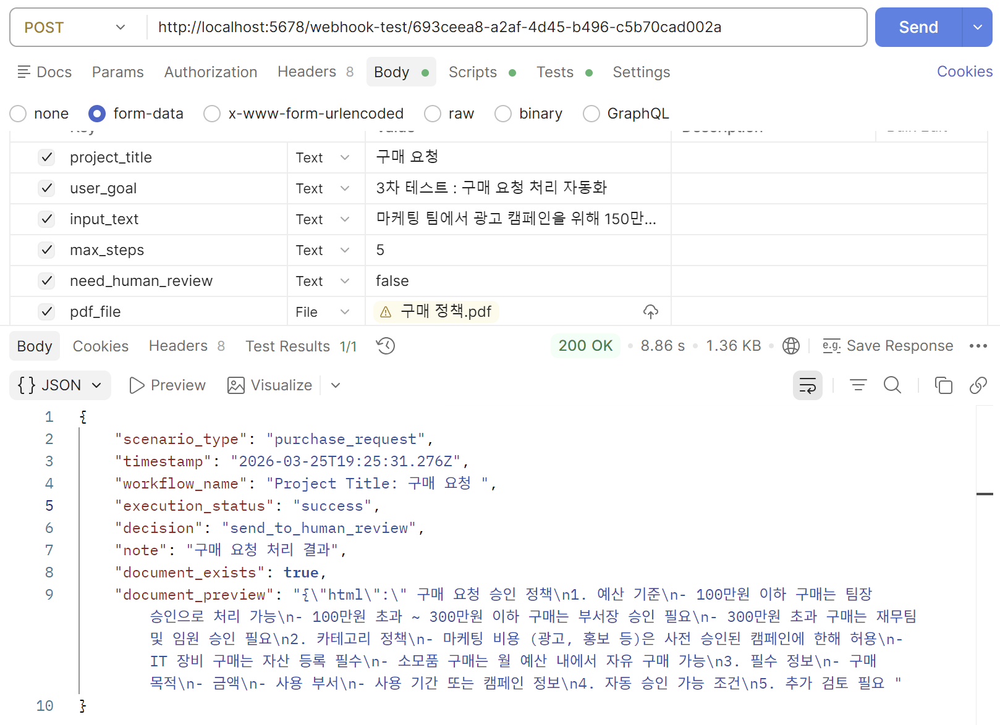 POST http://localhost:5678/webhook-test/693ceea8-a2af-4d45-b496-c5b70cad002a Send
Docs Params Authorization Headers 8 Body Scripts Tests Settings Cookies
none form-data x-www-form-urlencoded raw binary GraphQL
Key Value Description Bulk Edit
project_title Text 구매 요청
user_goal Text 3차 테스트 : 구매 요청 처리 자동화
input_text Text 마케팅 팀에서 광고 캠페인을 위해 150만...
max_steps Text 5
need_human_review Text false
pdf_file File 구매 정책.pdf
Body Cookies Headers 8 Test Results 1/1 200 OK 8.86 s 1.36 KB e.g. Save Response
{} JSON Preview Visualize
1 {
2 "scenario_type": "purchase_request",
3 "timestamp": "2026-03-25T19:25:31.276Z",
4 "workflow_name": "Project Title: 구매 요청 ",
5 "execution_status": "success",
6 "decision": "send_to_human_review",
7 "note": "구매 요청 처리 결과",
8 "document_exists": true,
9 "document_preview": "{\"html\":\" 구매 요청 승인 정책\n1. 예산 기준\n- 100만원 이하 구매는 팀장
승인으로 처리 가능\n- 100만원 초과 ~ 300만원 이하 구매는 부서장 승인 필요\n- 300만원 초과 구매는 재무팀
및 임원 승인 필요\n2. 카테고리 정책\n- 마케팅 비용 (광고, 홍보 등)은 사전 승인된 캠페인에 한해 허용\n-
IT 장비 구매는 자산 등록 필수\n- 소모품 구매는 월 예산 내에서 자유 구매 가능\n3. 필수 정보\n- 구매
목적\n- 금액\n- 사용 부서\n- 사용 기간 또는 캠페인 정보\n4. 자동 승인 가능 조건\n5. 추가 검토 필요 "
10 }